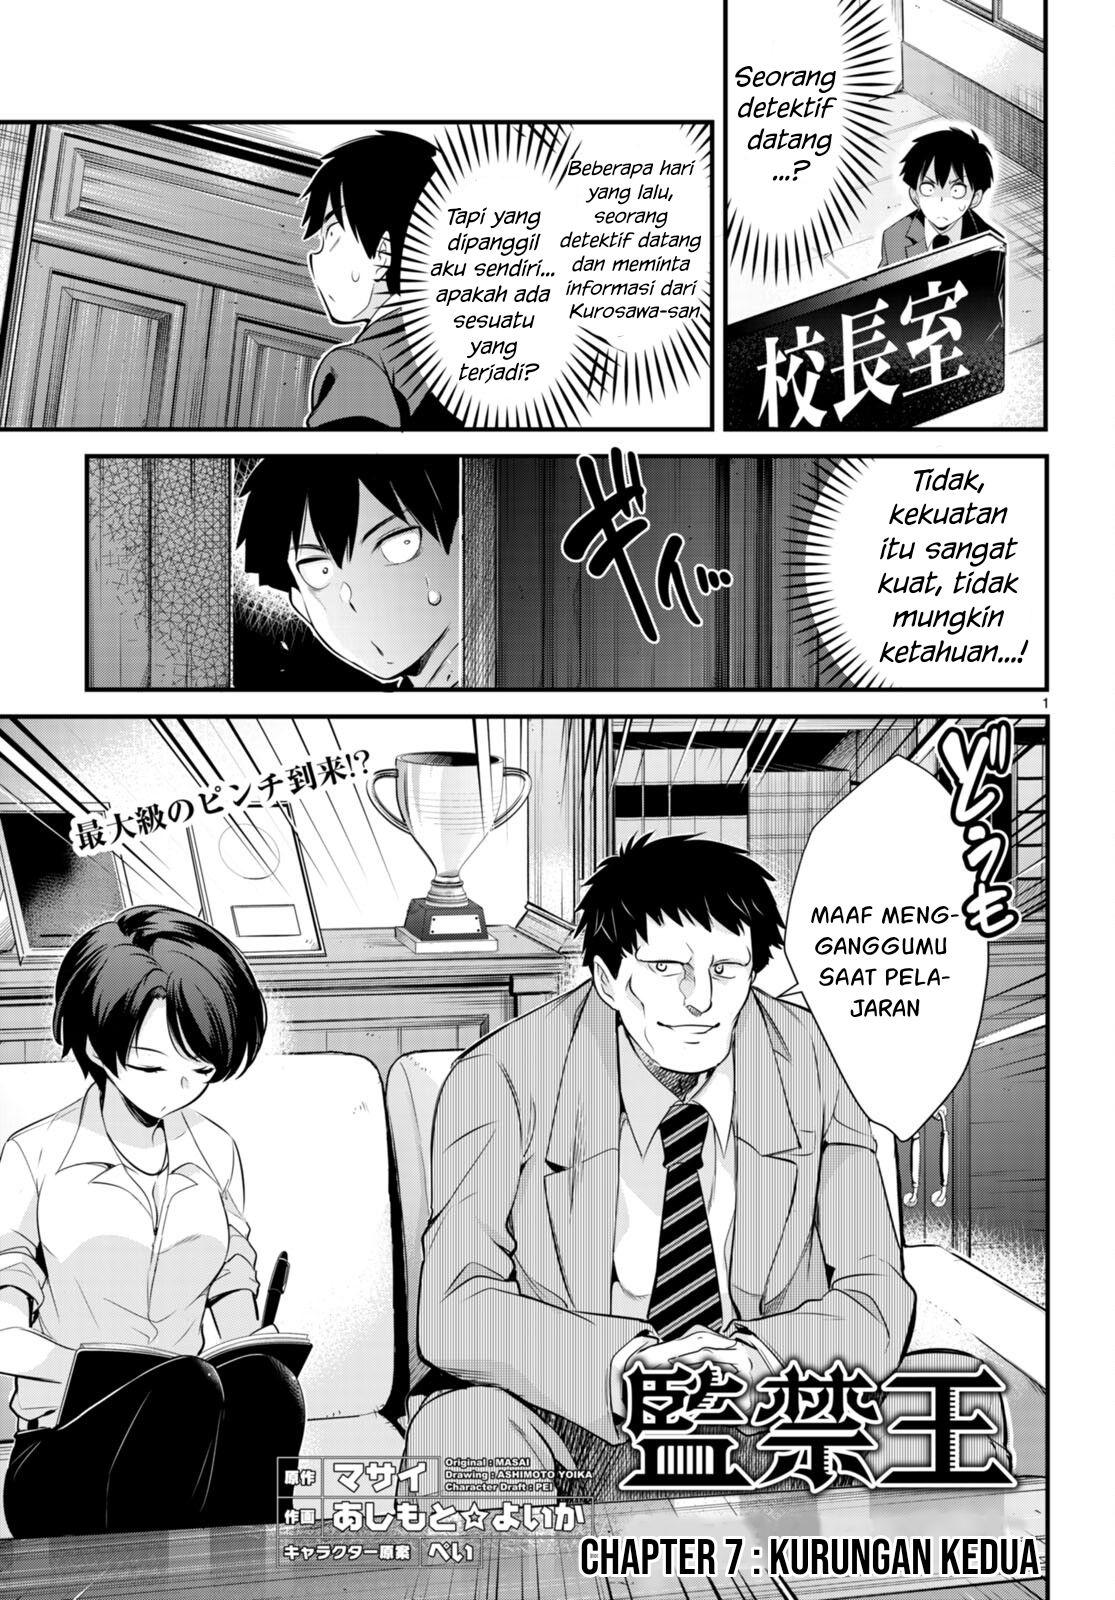 Seorang
detektif
datang
...?
校長室
Beberapa hari
yang lalu,
seorang
detektif datang
dan meminta
informasi dari
Kurosawa-san
Tapi yang
dipanggil
aku sendiri...
apakah ada
sesuatu
yang
terjadi?
Tidak,
kekuatan
itu sangat
kuat, tidak
mungkin
ketahuan...!
ギィ…
1
どうも
最大級のピンチ到来!?
MAAF MENG-
GANGGUMU
SAAT PELA-
JARAN
監禁王
原作 マサイ
Original : MASAI
Drawing : ASHIMOTO YOIKA
Character Draft : PEI
作画 あしもと☆よいか
キャラクター原案 ぺい
CHAPTER 7 : KURUNGAN KEDUA